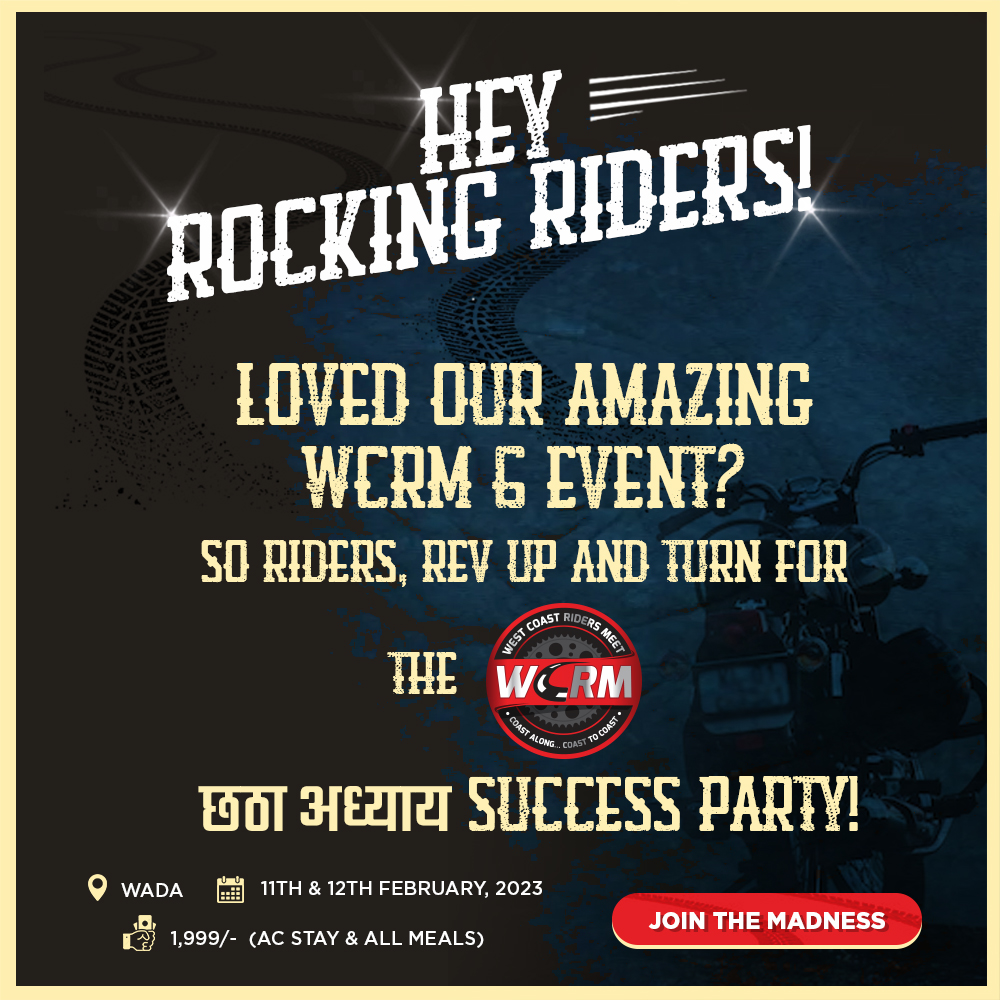 HEY
ROCKING RIDERS!
LOVED OUR AMAZING
WCRM 6 EVENT?
SO RIDERS, REV UP AND TURN FOR
THE
WEST COAST RIDERS MEET
WCRM
• COAST ALONG... COAST TO COAST •
छठा अध्याय SUCCESS PARTY!
WADA
11TH & 12TH FEBRUARY, 2023
1,999/- (AC STAY & ALL MEALS)
JOIN THE MADNESS